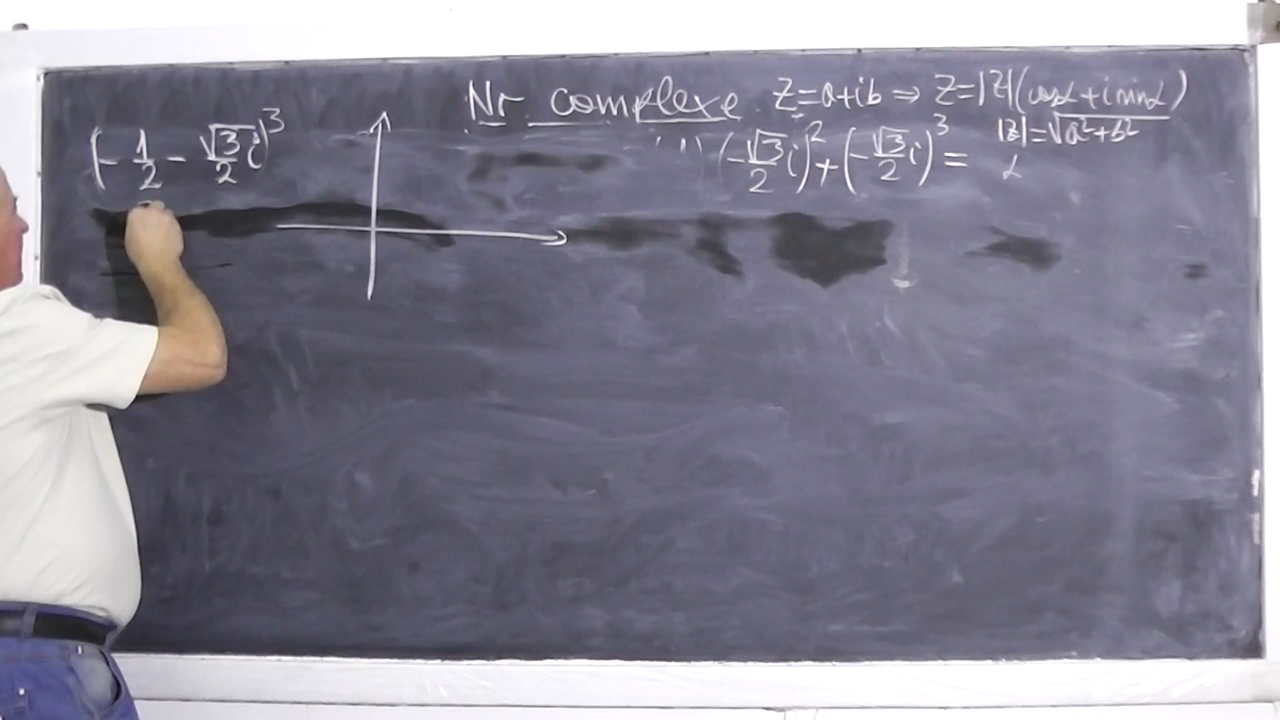 Nr complexe. z=a+ib ⇒ z=|z|(cosα+i sinα)
|z|=√(a²+b²)
(-1/2 - √3/2 i)³
(-√3/2 i)²+(-√3/2 i)³ = α